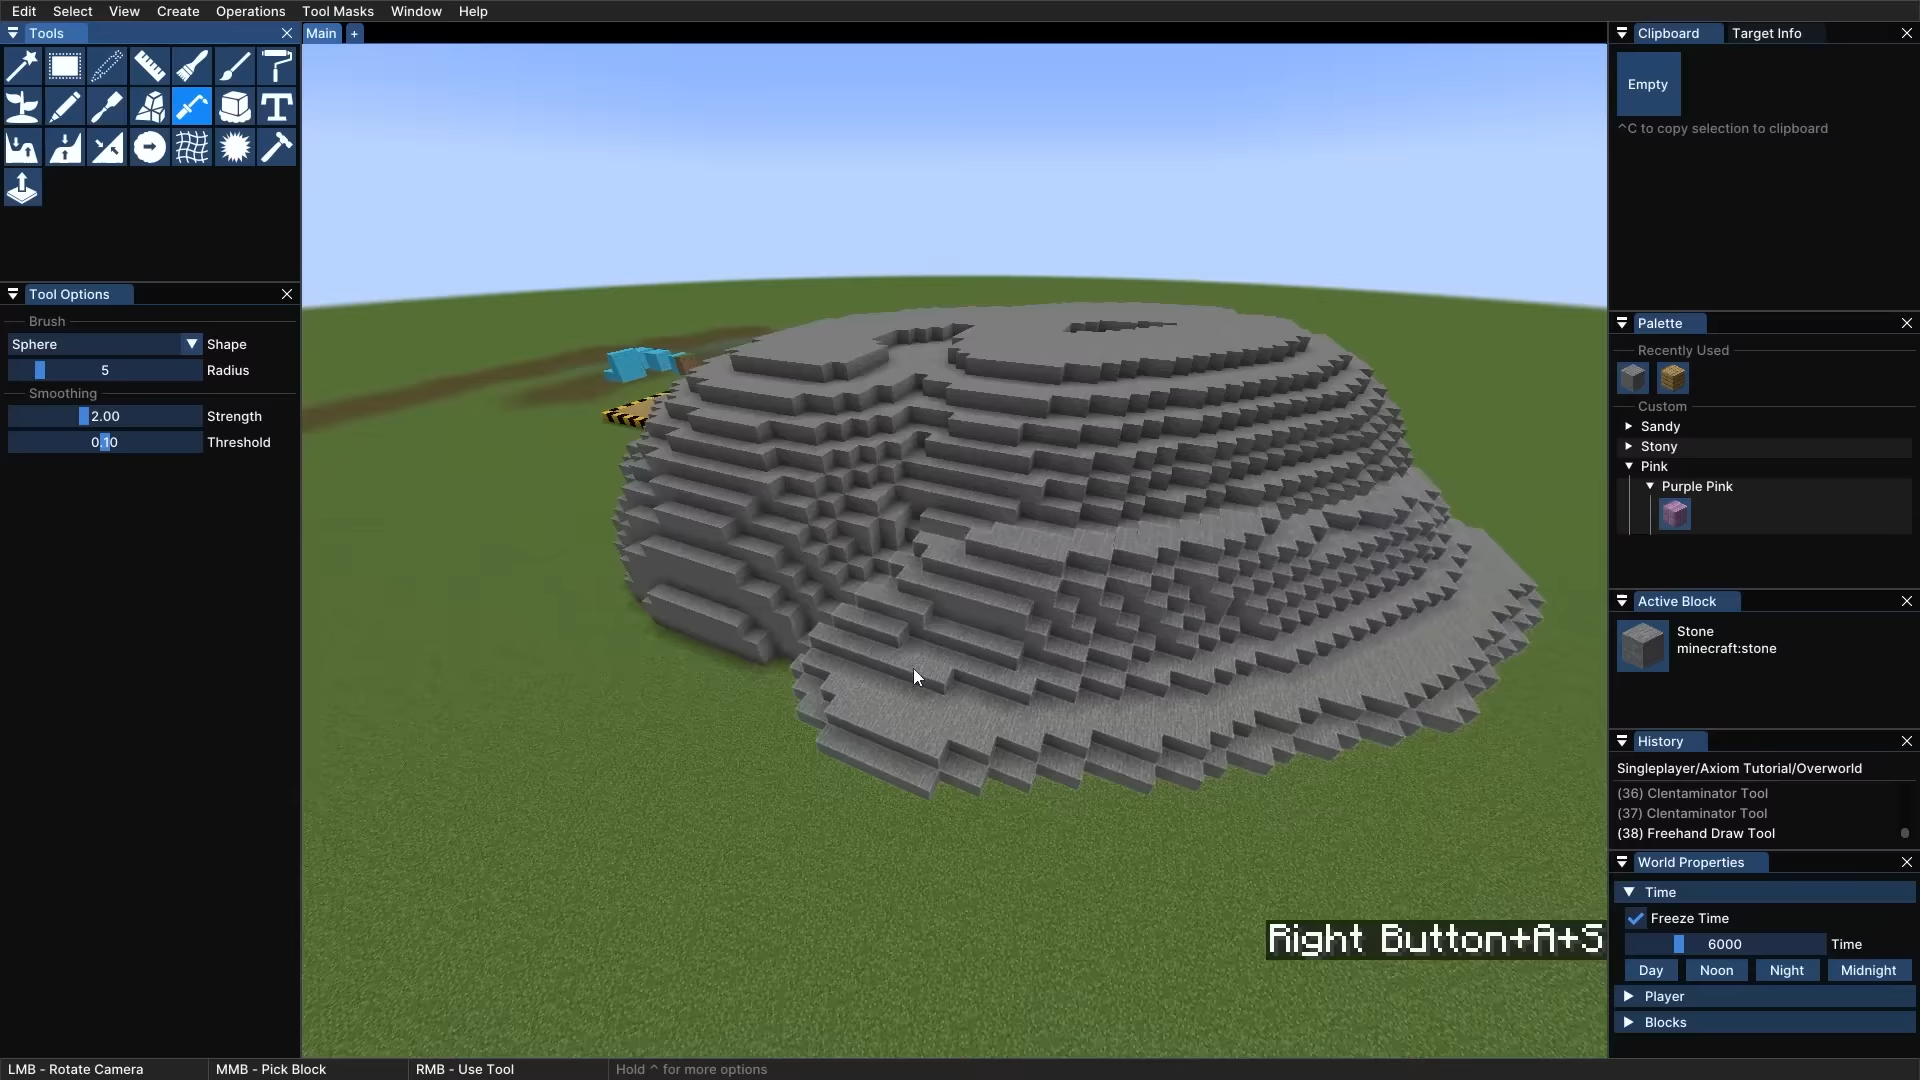 Edit Select View Create Operations Tool Masks Window Help
Tools
Main +
Clipboard Target Info
Empty
^C to copy selection to clipboard
Tool Options
Brush
Sphere Shape
5 Radius
Smoothing
2.00 Strength
0.10 Threshold
Palette
Recently Used
Custom
Sandy
Stony
Pink
Purple Pink
Active Block
Stone
minecraft:stone
History
Singleplayer/Axiom Tutorial/Overworld
(36) Clentaminator Tool
(37) Clentaminator Tool
(38) Freehand Draw Tool
World Properties
Time
Freeze Time
6000 Time
Day Noon Night Midnight
Player
Blocks
Right Button+A+S
LMB - Rotate Camera MMB - Pick Block RMB - Use Tool Hold ^ for more options